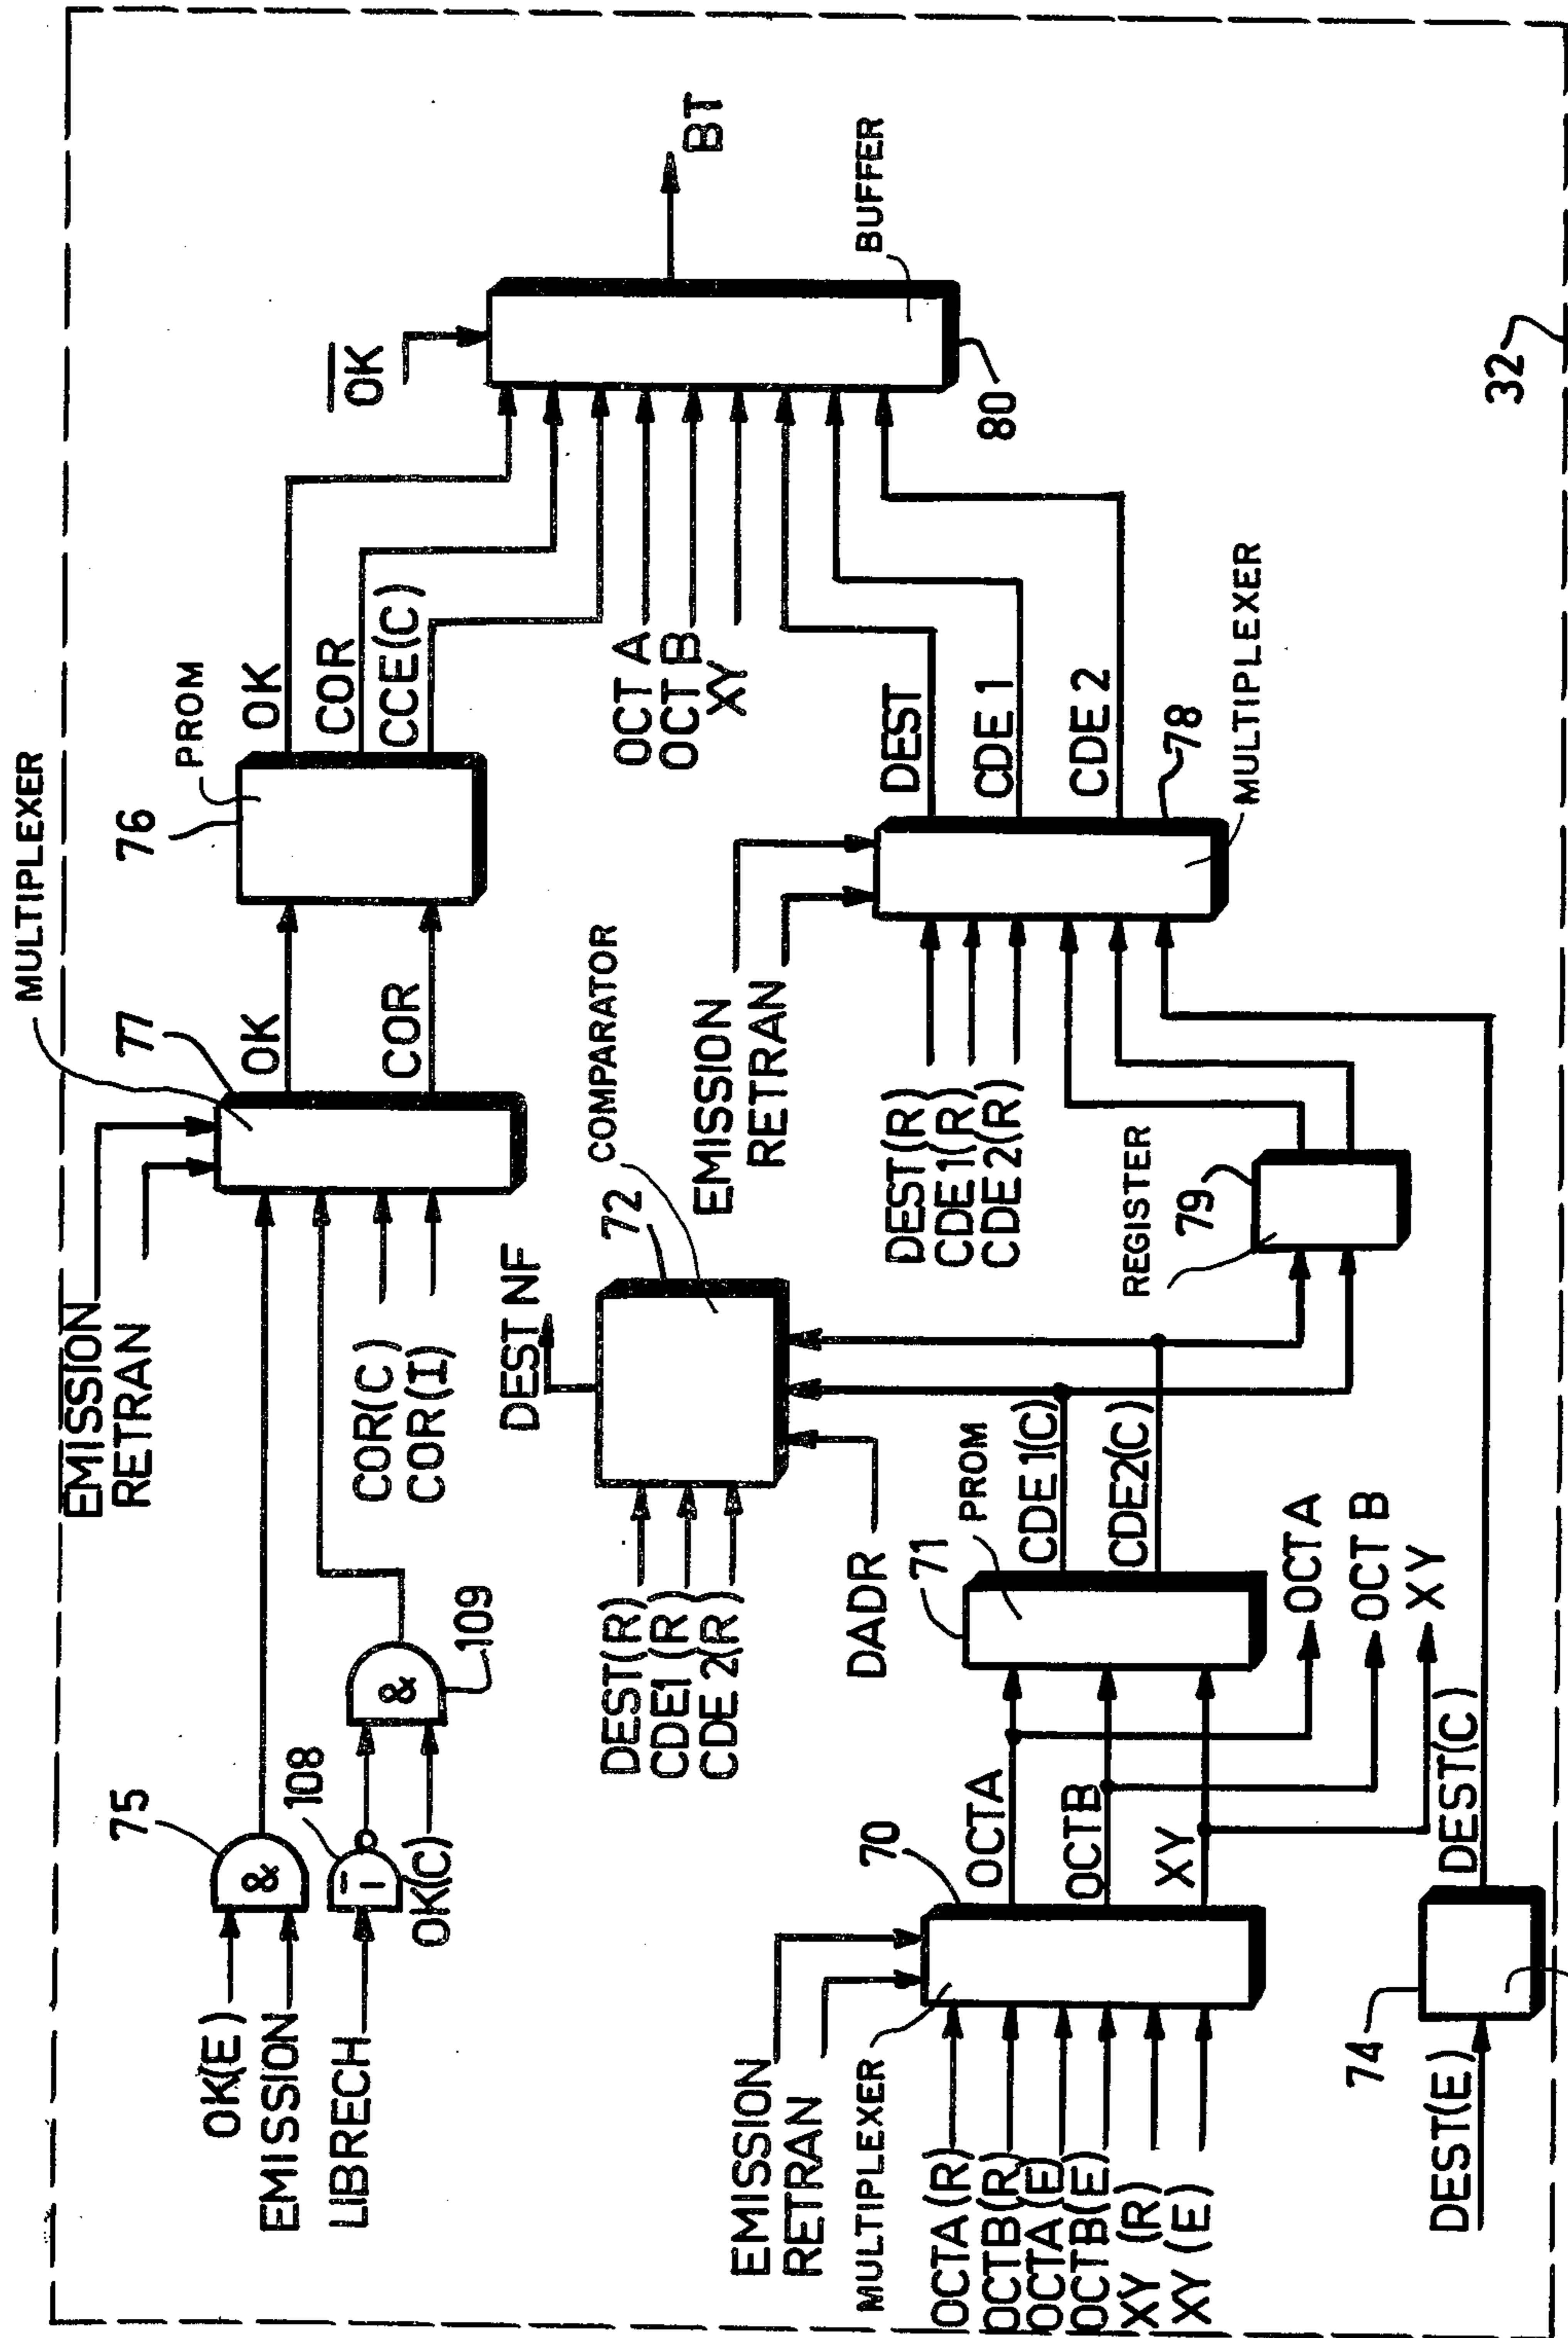 MULTIPLEXER
EMISSION
RETRAN
77
76
PROM
OK
COR
OK
COR
CCE(C)
OK
BT
75
OK(E)
EMISSION
LIBRECH
108
OK(C)
109
&
&
1
COR(C)
COR(I)
OCT A
OCT B
XY
BUFFER
80
DEST NF
72
COMPARATOR
DEST(R)
CDE1(R)
CDE2(R)
DADR
EMISSION
RETRAN
DEST(R)
CDE1(R)
CDE2(R)
DEST
CDE 1
CDE 2
78
MULTIPLEXER
EMISSION
RETRAN
MULTIPLEXER
70
OCTA(R)
OCTB(R)
OCTA(E)
OCTB(E)
XY (R)
XY (E)
OCTA
OCTB
XY
71
PROM
CDE1(C)
CDE2(C)
REGISTER
79
OCTA
OCT B
XY
74
DEST(E)
DEST(C)
32